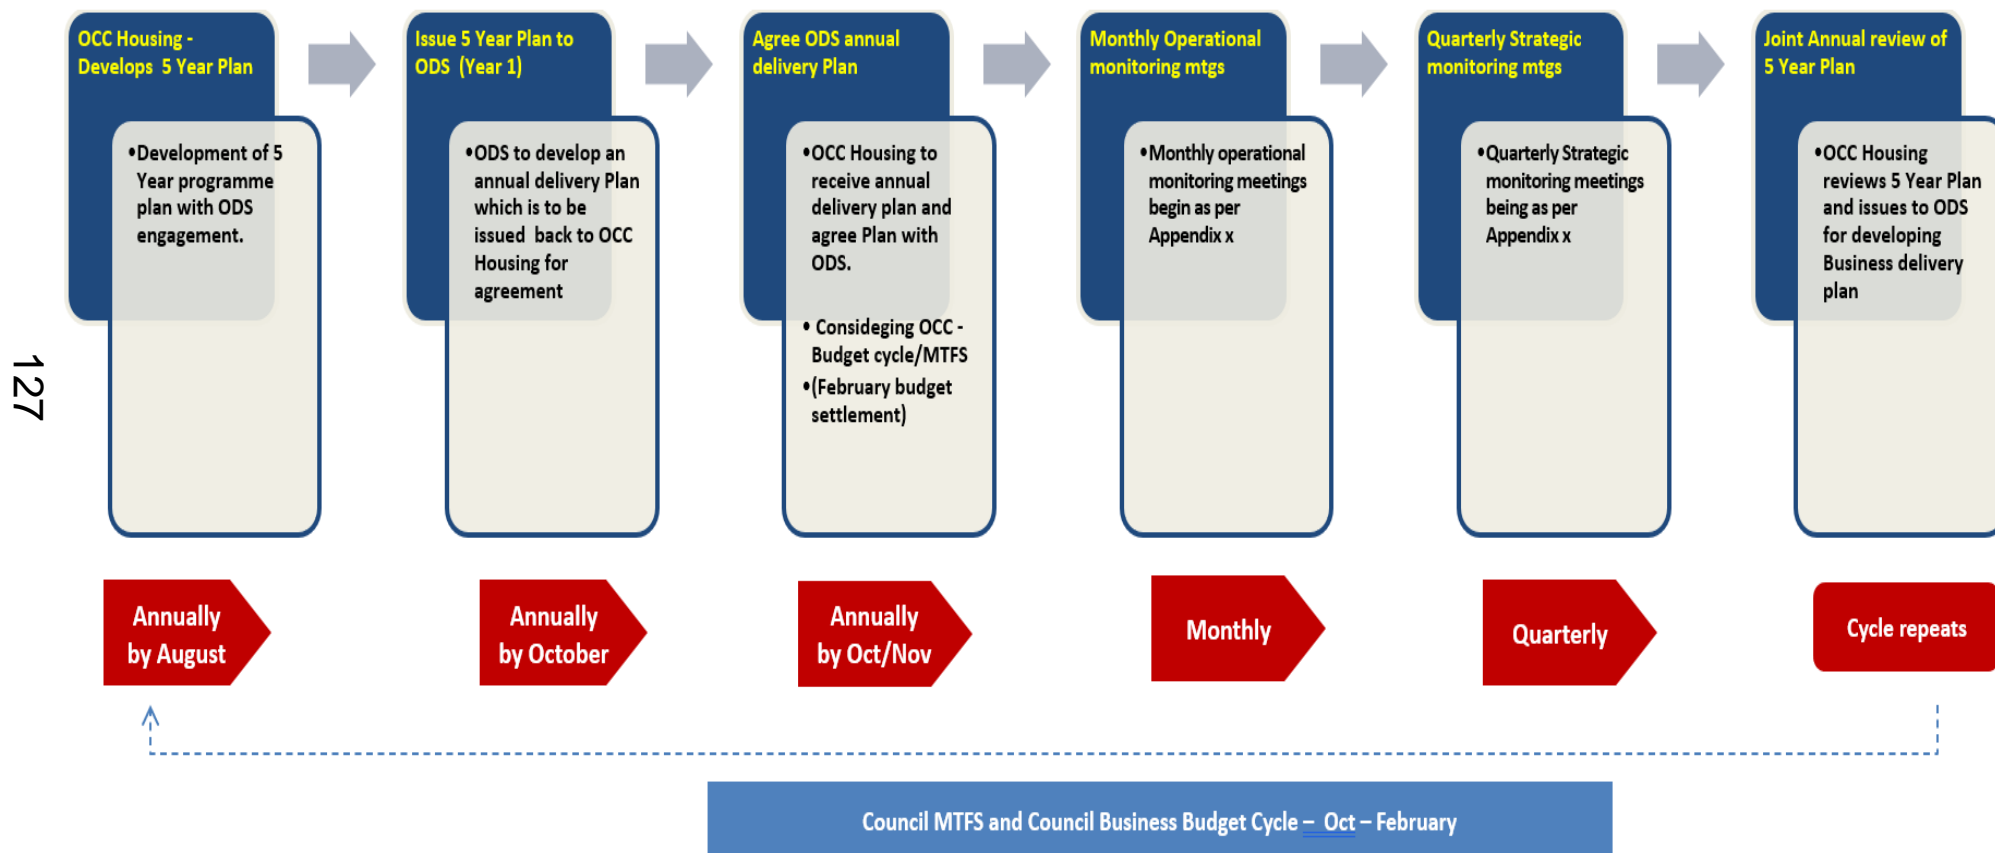 OCC Housing -
Develops 5 Year Plan
•Development of 5
Year programme
plan with ODS
engagement.
Issue 5 Year Plan to
ODS (Year 1)
•ODS to develop an
annual delivery Plan
which is to be
issued back to OCC
Housing for
agreement
Agree ODS annual
delivery Plan
•OCC Housing to
receive annual
delivery plan and
agree Plan with
ODS.
• Consideging OCC -
Budget cycle/MTFS
•(February budget
settlement)
Monthly Operational
monitoring mtgs
•Monthly operational
monitoring meetings
begin as per
Appendix x
Quarterly Strategic
monitoring mtgs
•Quarterly Strategic
monitoring meetings
being as per
Appendix x
Joint Annual review of
5 Year Plan
•OCC Housing
reviews 5 Year Plan
and issues to ODS
for developing
Business delivery
plan
127
Annually
by August
Annually
by October
Annually
by Oct/Nov
Monthly
Quarterly
Cycle repeats
Council MTFS and Council Business Budget Cycle – Oct – February